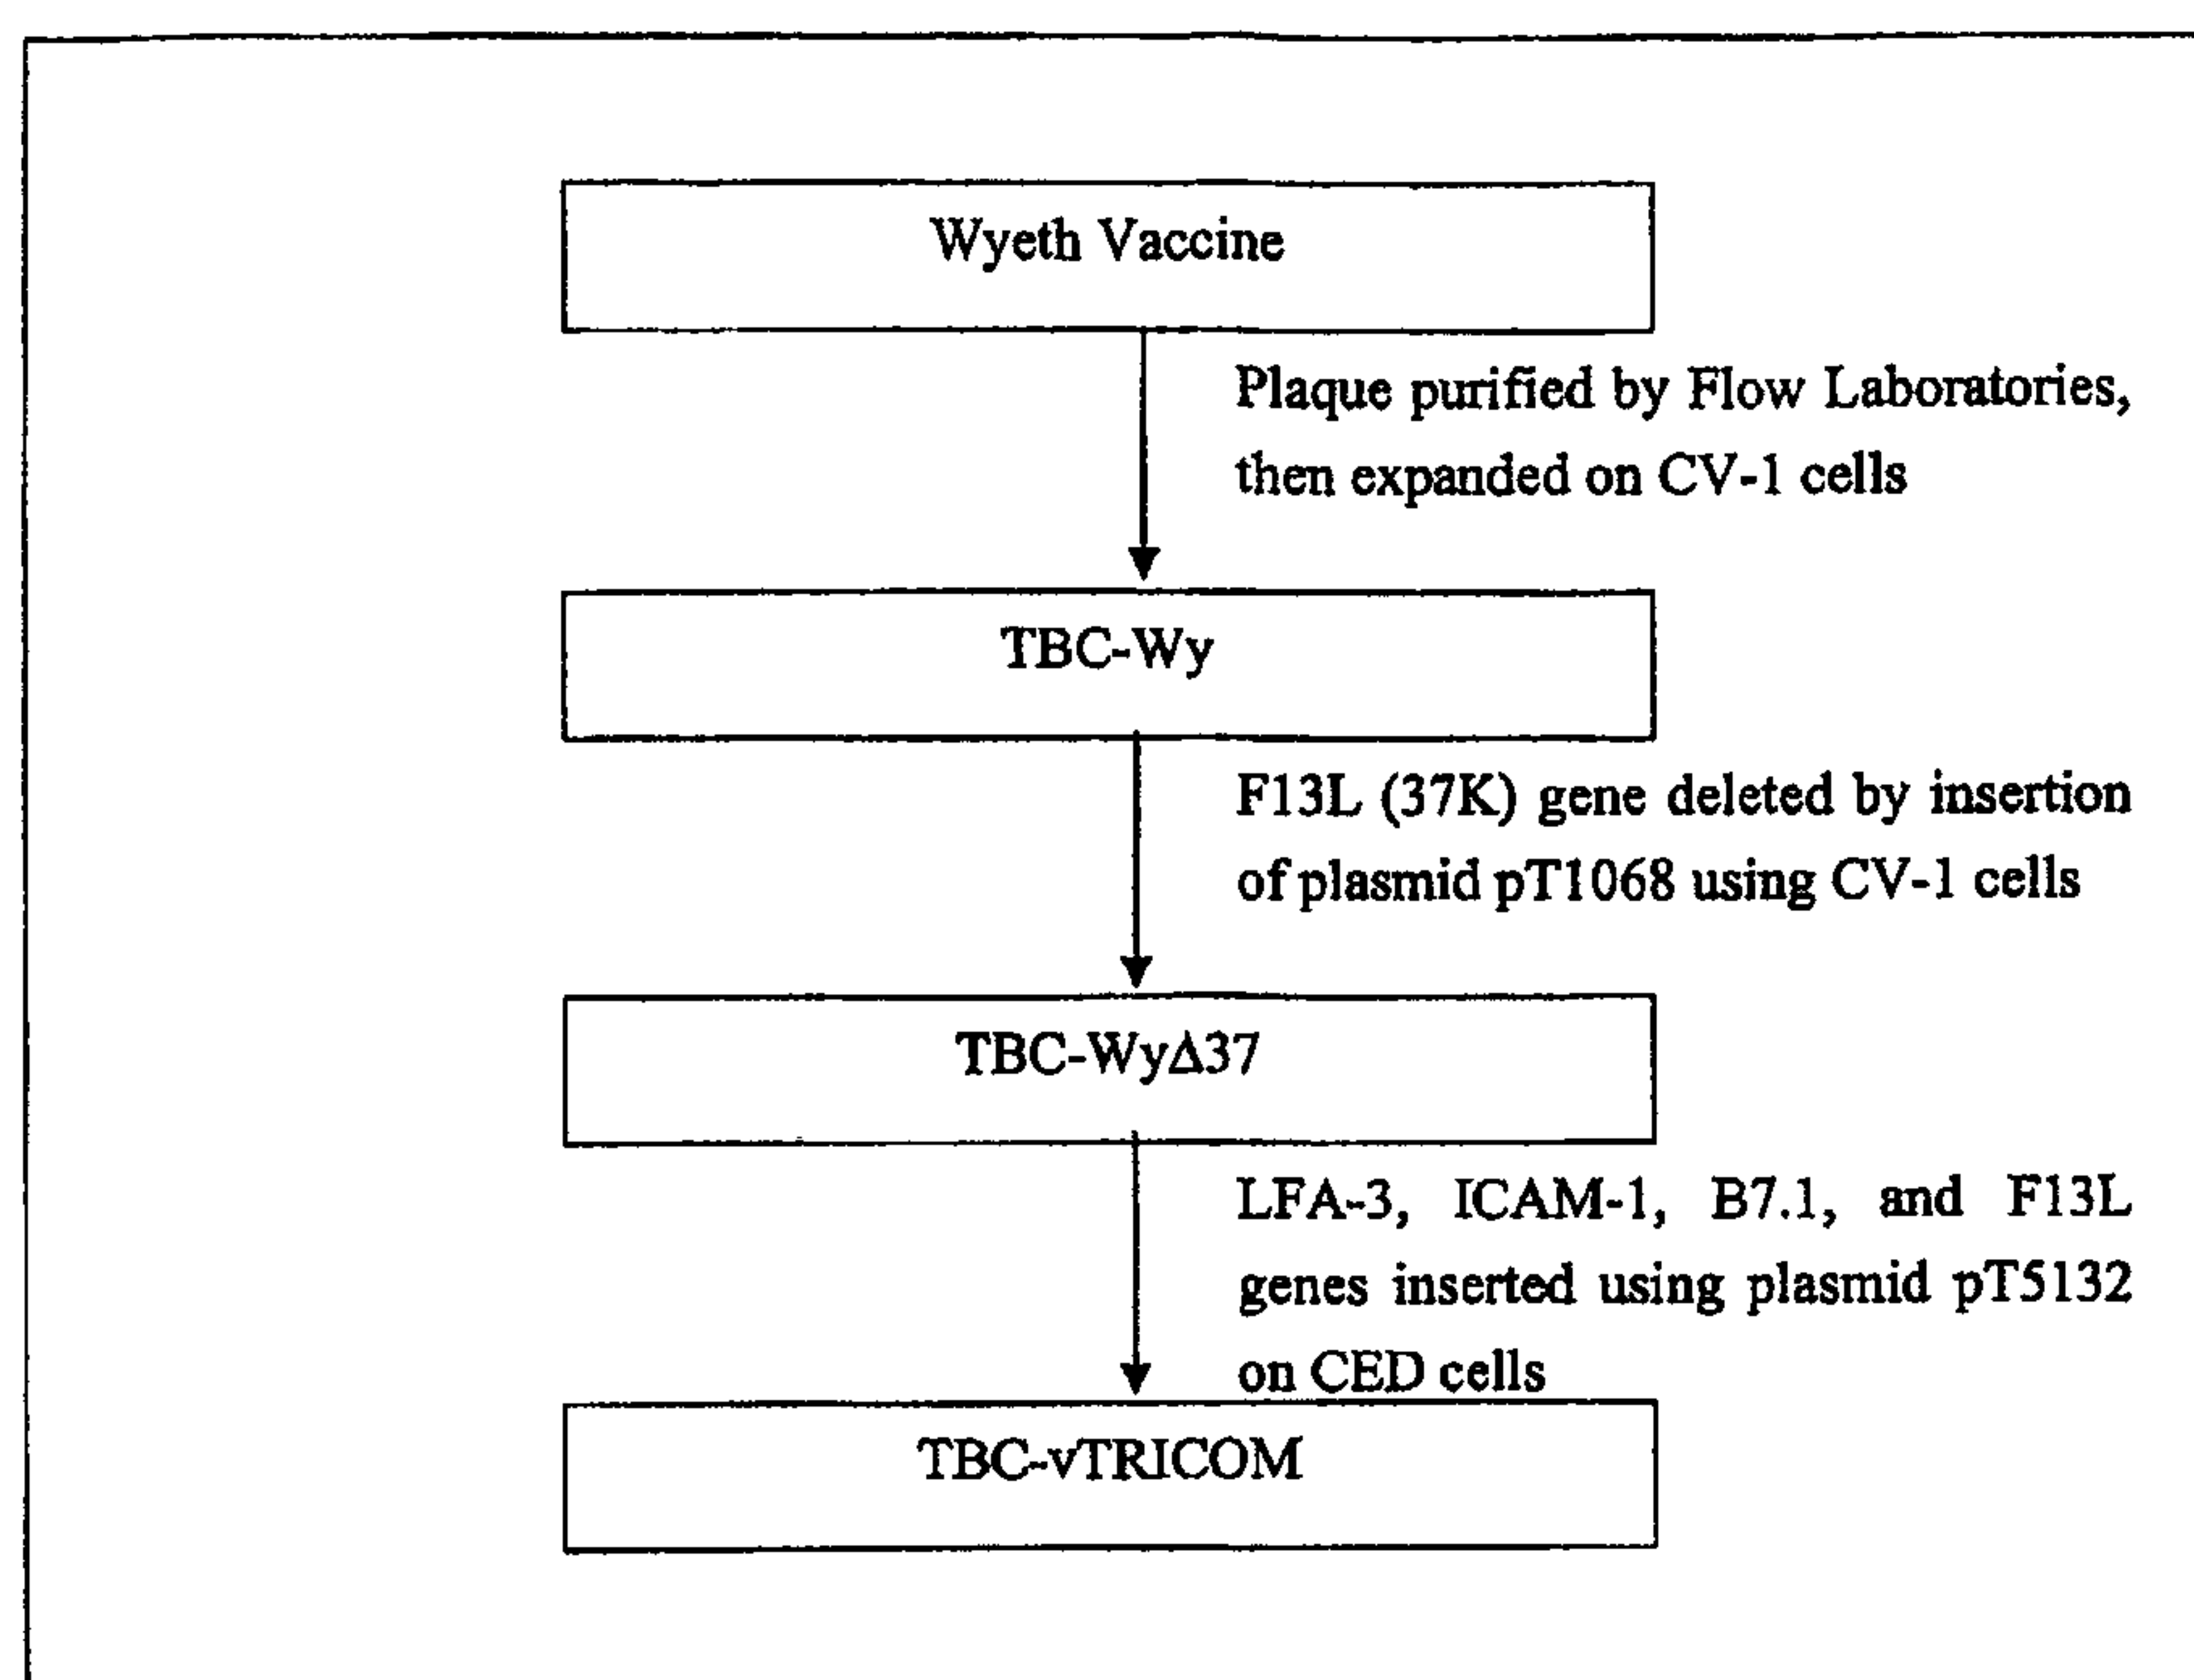 Wyeth Vaccine
Plaque purified by Flow Laboratories,
then expanded on CV-1 cells
TBC-Wy
F13L (37K) gene deleted by insertion
of plasmid pT1068 using CV-1 cells
TBC-WyΔ37
LFA-3, ICAM-1, B7.1, and F13L
genes inserted using plasmid pT5132
on CED cells
TBC-vTRICOM